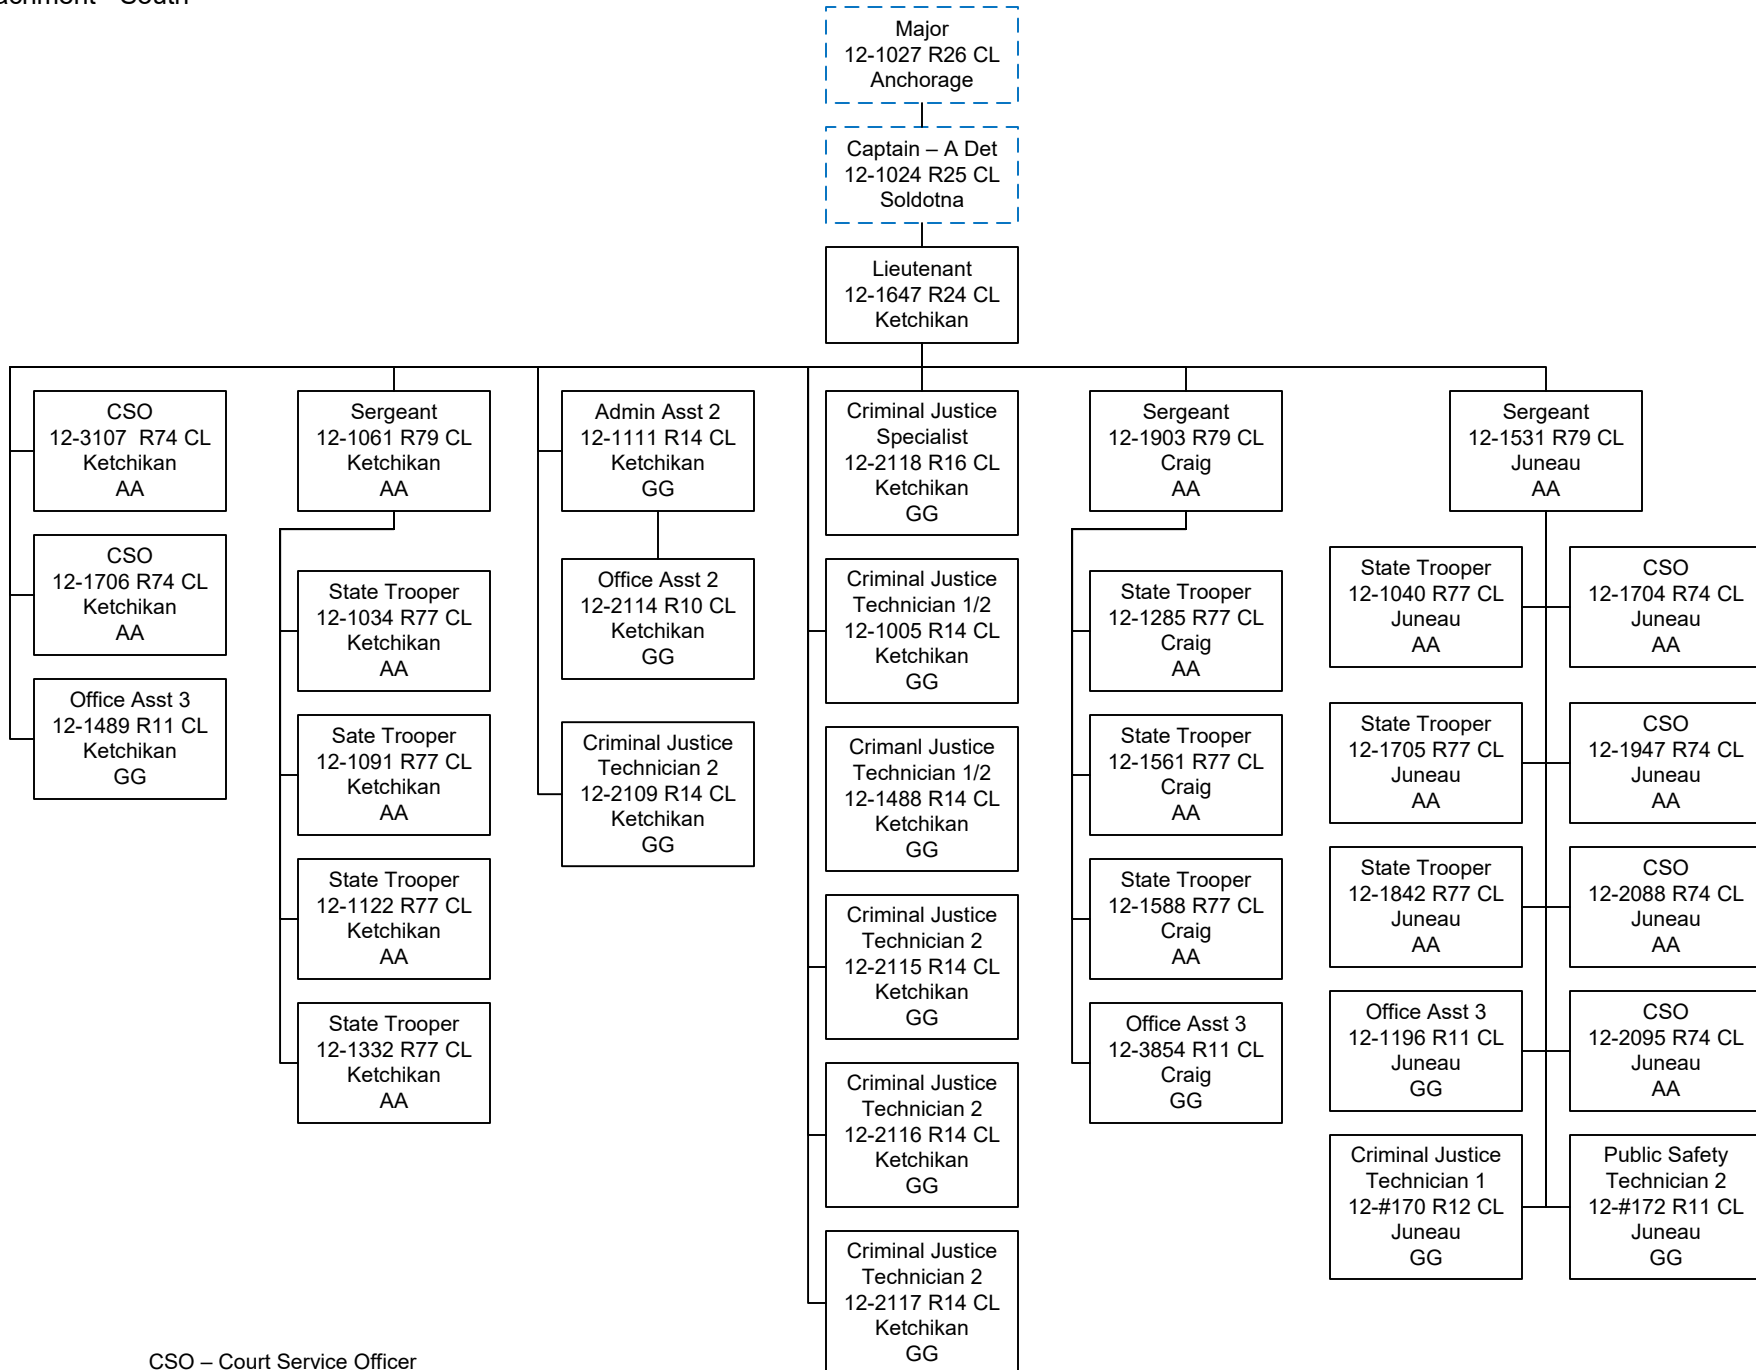 South
Major
12-1027 R26 CL
Anchorage
Captain – A Det
12-1024 R25 CL
Soldotna
Lieutenant
12-1647 R24 CL
Ketchikan
CSO
12-3107 R74 CL
Ketchikan
AA
CSO
12-1706 R74 CL
Ketchikan
AA
Office Asst 3
12-1489 R11 CL
Ketchikan
GG
Sergeant
12-1061 R79 CL
Ketchikan
AA
State Trooper
12-1034 R77 CL
Ketchikan
AA
Sate Trooper
12-1091 R77 CL
Ketchikan
AA
State Trooper
12-1122 R77 CL
Ketchikan
AA
State Trooper
12-1332 R77 CL
Ketchikan
AA
Admin Asst 2
12-1111 R14 CL
Ketchikan
GG
Office Asst 2
12-2114 R10 CL
Ketchikan
GG
Criminal Justice
Technician 2
12-2109 R14 CL
Ketchikan
GG
Criminal Justice
Specialist
12-2118 R16 CL
Ketchikan
GG
Criminal Justice
Technician 1/2
12-1005 R14 CL
Ketchikan
GG
Crimanl Justice
Technician 1/2
12-1488 R14 CL
Ketchikan
GG
Criminal Justice
Technician 2
12-2115 R14 CL
Ketchikan
GG
Criminal Justice
Technician 2
12-2116 R14 CL
Ketchikan
GG
Criminal Justice
Technician 2
12-2117 R14 CL
Ketchikan
GG
Sergeant
12-1903 R79 CL
Craig
AA
State Trooper
12-1285 R77 CL
Craig
AA
State Trooper
12-1561 R77 CL
Craig
AA
State Trooper
12-1588 R77 CL
Craig
AA
Office Asst 3
12-3854 R11 CL
Craig
GG
Sergeant
12-1531 R79 CL
Juneau
AA
State Trooper
12-1040 R77 CL
Juneau
AA
CSO
12-1704 R74 CL
Juneau
AA
State Trooper
12-1705 R77 CL
Juneau
AA
CSO
12-1947 R74 CL
Juneau
AA
State Trooper
12-1842 R77 CL
Juneau
AA
CSO
12-2088 R74 CL
Juneau
AA
Office Asst 3
12-1196 R11 CL
Juneau
GG
CSO
12-2095 R74 CL
Juneau
AA
Criminal Justice
Technician 1
12-#170 R12 CL
Juneau
GG
Public Safety
Technician 2
12-#172 R11 CL
Juneau
GG
CSO – Court Service Officer